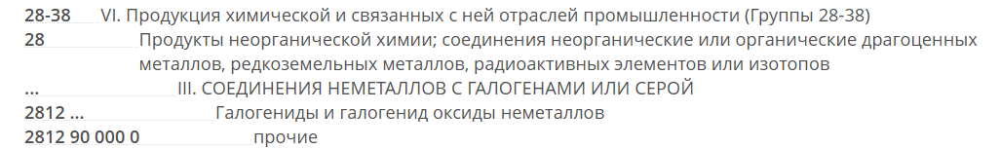 28-38 VI. Продукция химической и связанных с ней отраслей промышленности (Группы 28-38)
28 Продукты неорганической химии; соединения неорганические или органические драгоценных
металлов, редкоземельных металлов, радиоактивных элементов или изотопов
... III. СОЕДИНЕНИЯ НЕМЕТАЛЛОВ С ГАЛОГЕНАМИ ИЛИ СЕРОЙ
2812 ... Галогениды и галогенид оксиды неметаллов
2812 90 000 0 прочие